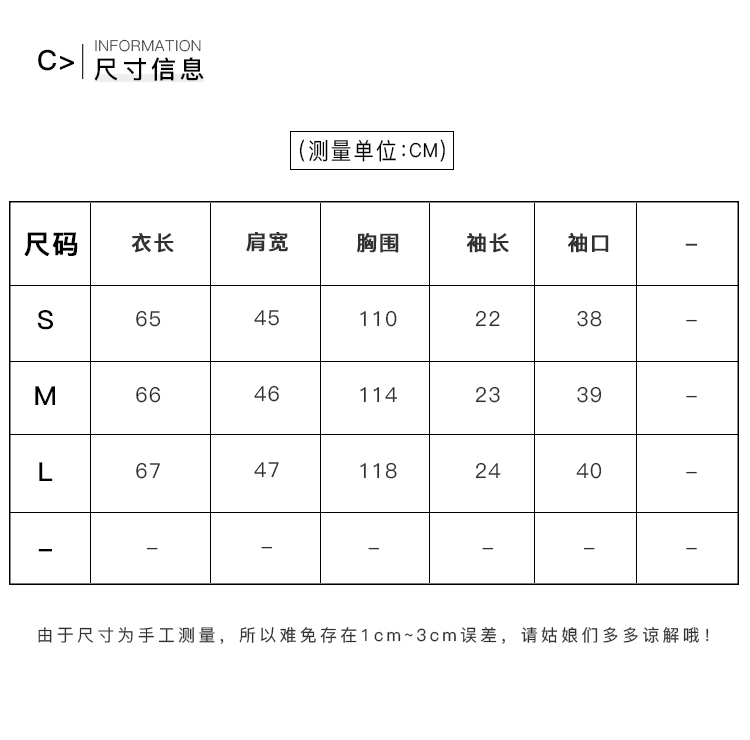 C>
INFORMATION
尺寸信息
(测量单位:CM)
尺码 衣长 肩宽 胸围 袖长 袖口 –
S 65 45 110 22 38 –
M 66 46 114 23 39 –
L 67 47 118 24 40 –
– – – – – – –
由于尺寸为手工测量，所以难免存在1cm~3cm误差，请姑娘们多多谅解哦！